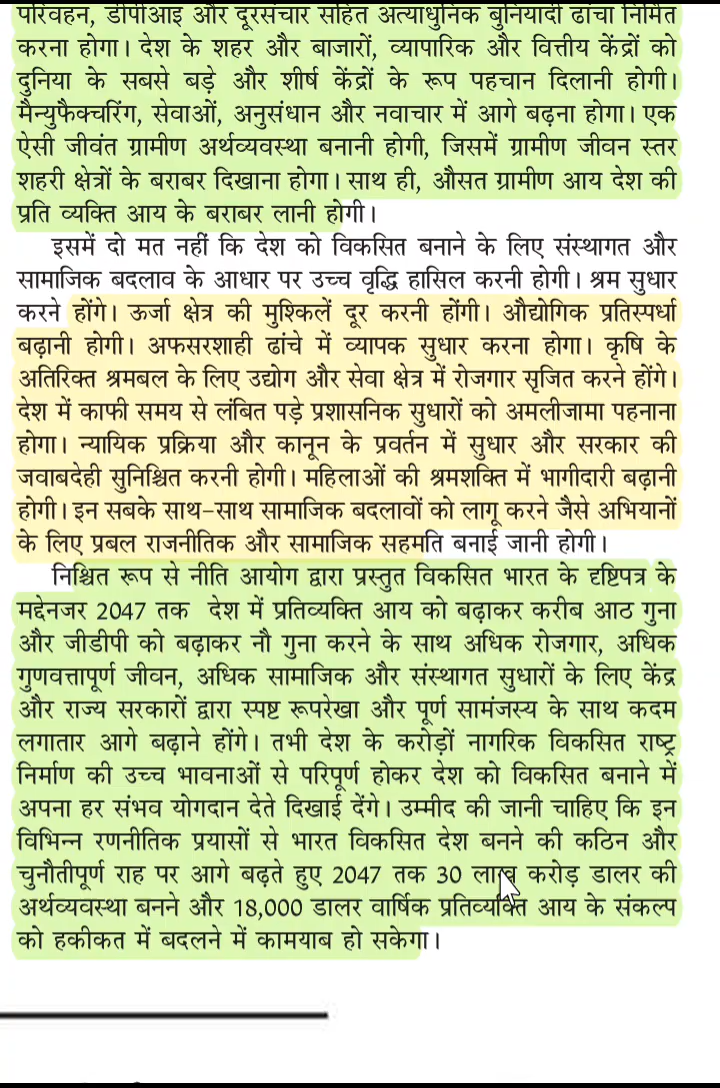 परिवहन, डीपीआइ और दूरसंचार सहित अत्याधुनिक बुनियादी ढांचा निर्मित
करना होगा। देश के शहर और बाजारों, व्यापारिक और वित्तीय केंद्रों को
दुनिया के सबसे बड़े और शीर्ष केंद्रों के रूप पहचान दिलानी होगी।
मैन्युफैक्चरिंग, सेवाओं, अनुसंधान और नवाचार में आगे बढ़ना होगा। एक
ऐसी जीवंत ग्रामीण अर्थव्यवस्था बनानी होगी, जिसमें ग्रामीण जीवन स्तर
शहरी क्षेत्रों के बराबर दिखाना होगा। साथ ही, औसत ग्रामीण आय देश की
प्रति व्यक्ति आय के बराबर लानी होगी।
इसमें दो मत नहीं कि देश को विकसित बनाने के लिए संस्थागत और
सामाजिक बदलाव के आधार पर उच्च वृद्धि हासिल करनी होगी। श्रम सुधार
करने होंगे। ऊर्जा क्षेत्र की मुश्किलें दूर करनी होंगी। औद्योगिक प्रतिस्पर्धा
बढ़ानी होगी। अफसरशाही ढांचे में व्यापक सुधार करना होगा। कृषि के
अतिरिक्त श्रमबल के लिए उद्योग और सेवा क्षेत्र में रोजगार सृजित करने होंगे।
देश में काफी समय से लंबित पड़े प्रशासनिक सुधारों को अमलीजामा पहनाना
होगा। न्यायिक प्रक्रिया और कानून के प्रवर्तन में सुधार और सरकार की
जवाबदेही सुनिश्चित करनी होगी। महिलाओं की श्रमशक्ति में भागीदारी बढ़ानी
होगी। इन सबके साथ-साथ सामाजिक बदलावों को लागू करने जैसे अभियानों
के लिए प्रबल राजनीतिक और सामाजिक सहमति बनाई जानी होगी।
निश्चित रूप से नीति आयोग द्वारा प्रस्तुत विकसित भारत के दृष्टिपत्र के
मद्देनजर 2047 तक देश में प्रतिव्यक्ति आय को बढ़ाकर करीब आठ गुना
और जीडीपी को बढ़ाकर नौ गुना करने के साथ अधिक रोजगार, अधिक
गुणवत्तापूर्ण जीवन, अधिक सामाजिक और संस्थागत सुधारों के लिए केंद्र
और राज्य सरकारों द्वारा स्पष्ट रूपरेखा और पूर्ण सामंजस्य के साथ कदम
लगातार आगे बढ़ाने होंगे। तभी देश के करोड़ों नागरिक विकसित राष्ट्र
निर्माण की उच्च भावनाओं से परिपूर्ण होकर देश को विकसित बनाने में
अपना हर संभव योगदान देते दिखाई देंगे। उम्मीद की जानी चाहिए कि इन
विभिन्न रणनीतिक प्रयासों से भारत विकसित देश बनने की कठिन और
चुनौतीपूर्ण राह पर आगे बढ़ते हुए 2047 तक 30 लाख करोड़ डालर की
अर्थव्यवस्था बनने और 18,000 डालर वार्षिक प्रतिव्यक्ति आय के संकल्प
को हकीकत में बदलने में कामयाब हो सकेगा।